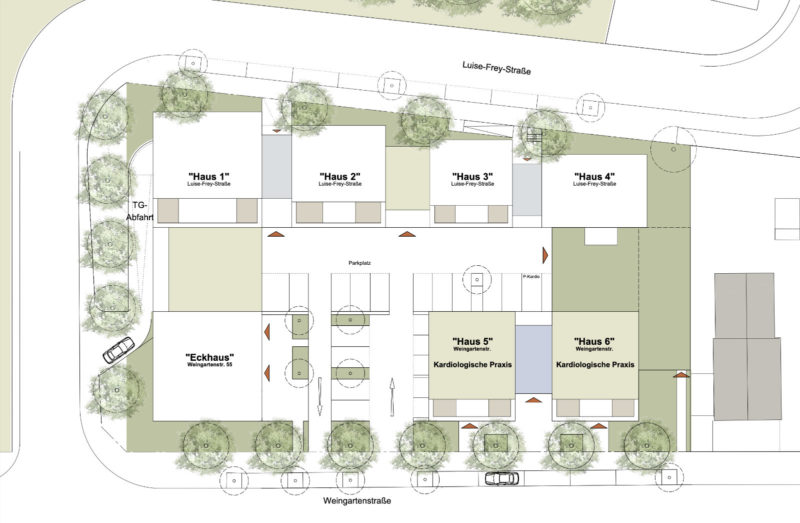 Luise-Frey-Straße
"Haus 1"
Luise-Frey-Straße
"Haus 2"
Luise-Frey-Straße
"Haus 3"
Luise-Frey-Straße
"Haus 4"
Luise-Frey-Straße
TG-
Abfahrt
Parkplatz
P-Kardio
"Eckhaus"
Weingartenstr. 55
"Haus 5"
Weingartenstr.
Kardiologische Praxis
"Haus 6"
Weingartenstr.
Kardiologische Praxis
Weingartenstraße